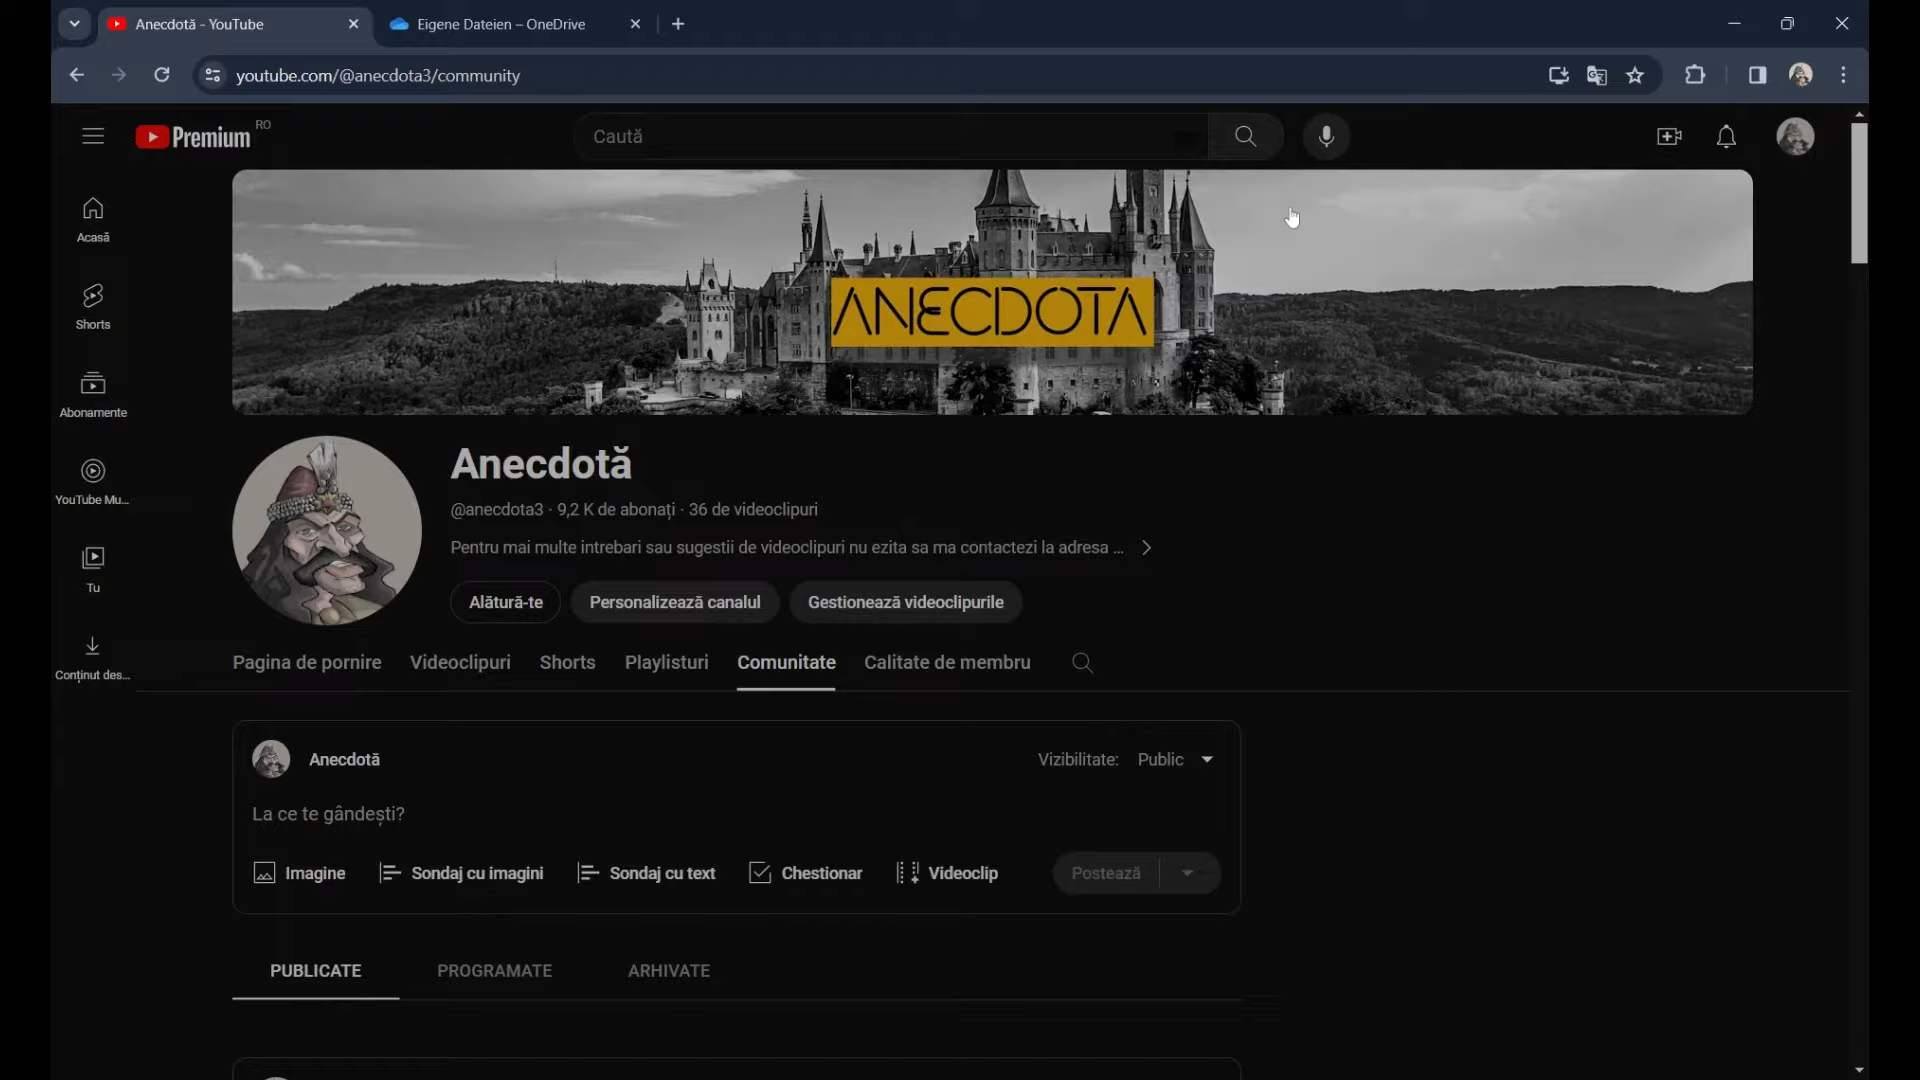 Anecdotă - YouTube
Eigene Dateien – OneDrive
youtube.com/@anecdota3/community
Premium RO
Caută
Acasă
Shorts
Abonamente
YouTube Mu...
Tu
Conținut des...
ANECDOTA
Anecdotă
@anecdota3 · 9,2 K de abonați · 36 de videoclipuri
Pentru mai multe intrebari sau sugestii de videoclipuri nu ezita sa ma contactezi la adresa ...
Alătură-te
Personalizează canalul
Gestionează videoclipurile
Pagina de pornire
Videoclipuri
Shorts
Playlisturi
Comunitate
Calitate de membru
Anecdotă
Vizibilitate: Public
La ce te gândești?
Imagine
Sondaj cu imagini
Sondaj cu text
Chestionar
Videoclip
Postează
PUBLICATE
PROGRAMATE
ARHIVATE